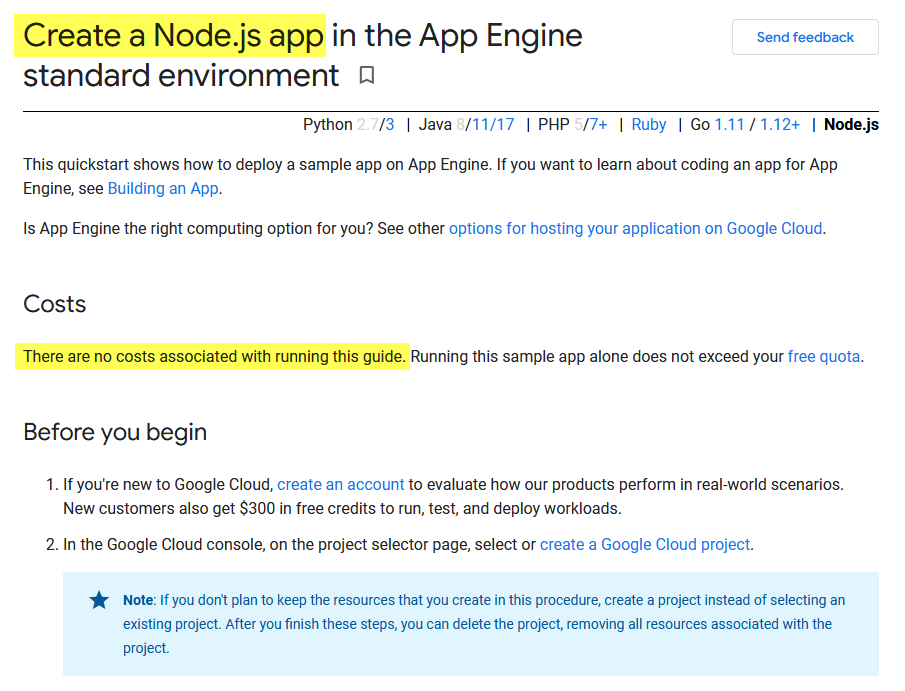 Create a Node.js app in the App Engine
standard environment
Send feedback
Python 2.7/3 | Java 8/11/17 | PHP 5/7+ | Ruby | Go 1.11 / 1.12+ | Node.js
This quickstart shows how to deploy a sample app on App Engine. If you want to learn about coding an app for App
Engine, see Building an App.
Is App Engine the right computing option for you? See other options for hosting your application on Google Cloud.
Costs
There are no costs associated with running this guide. Running this sample app alone does not exceed your free quota.
Before you begin
1. If you're new to Google Cloud, create an account to evaluate how our products perform in real-world scenarios.
New customers also get $300 in free credits to run, test, and deploy workloads.
2. In the Google Cloud console, on the project selector page, select or create a Google Cloud project.
Note: If you don't plan to keep the resources that you create in this procedure, create a project instead of selecting an
existing project. After you finish these steps, you can delete the project, removing all resources associated with the
project.